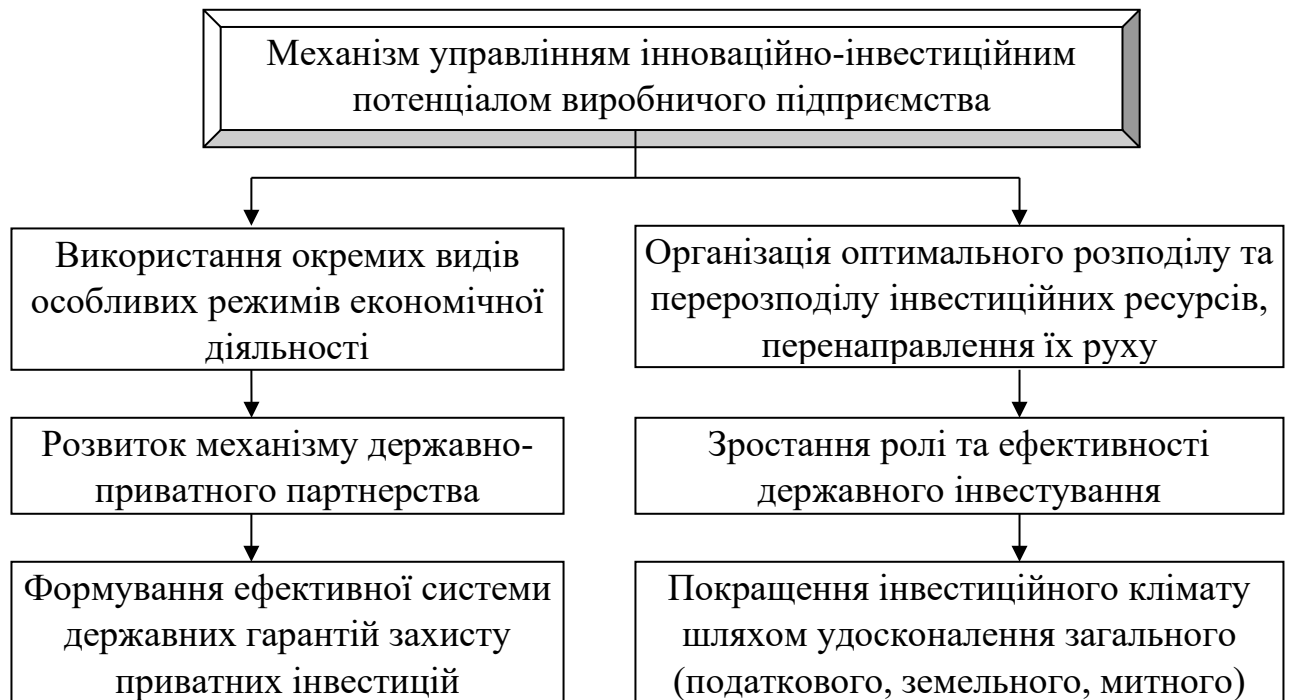 Механізм управлінням інноваційно-інвестиційним
потенціалом виробничого підприємства
Використання окремих видів
особливих режимів економічної
діяльності
Розвиток механізму державно-
приватного партнерства
Формування ефективної системи
державних гарантій захисту
приватних інвестицій
Організація оптимального розподілу та
перерозподілу інвестиційних ресурсів,
перенаправлення їх руху
Зростання ролі та ефективності
державного інвестування
Покращення інвестиційного клімату
шляхом удосконалення загального
(податкового, земельного, митного)